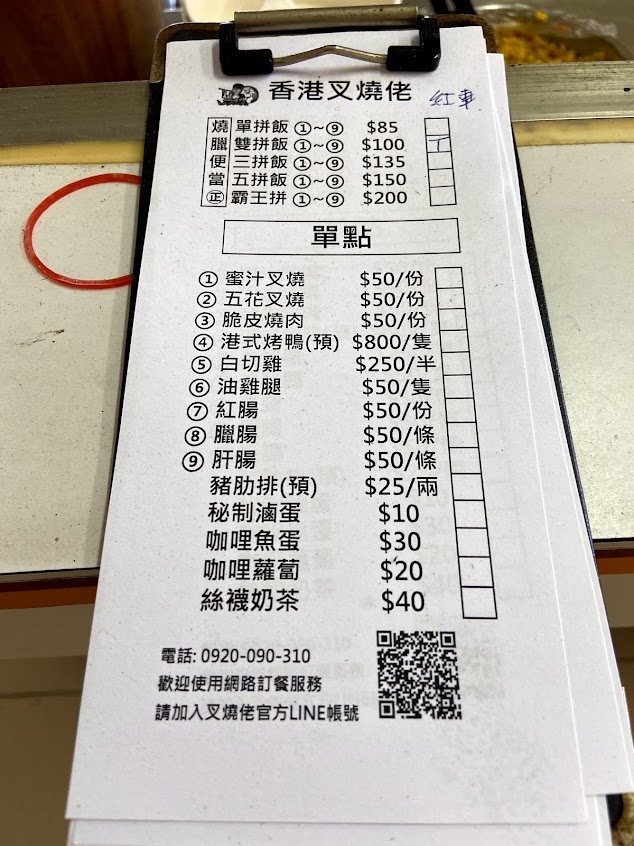 香港叉燒佬
燒 單拼飯 ①~⑨ $85
臘 雙拼飯 ①~⑨ $100
便 三拼飯 ①~⑨ $135
當 五拼飯 ①~⑨ $150
㊣ 霸王拼 ①~⑨ $200
單點
① 蜜汁叉燒 $50/份
② 五花叉燒 $50/份
③ 脆皮燒肉 $50/份
④ 港式烤鴨(預) $800/隻
⑤ 白切雞 $250/半
⑥ 油雞腿 $50/隻
⑦ 紅腸 $50/份
⑧ 臘腸 $50/條
⑨ 肝腸 $50/條
豬肋排(預) $25/兩
秘制滷蛋 $10
咖哩魚蛋 $30
咖哩蘿蔔 $20
絲襪奶茶 $40
電話: 0920-090-310
歡迎使用網路訂餐服務
請加入叉燒佬官方LINE帳號